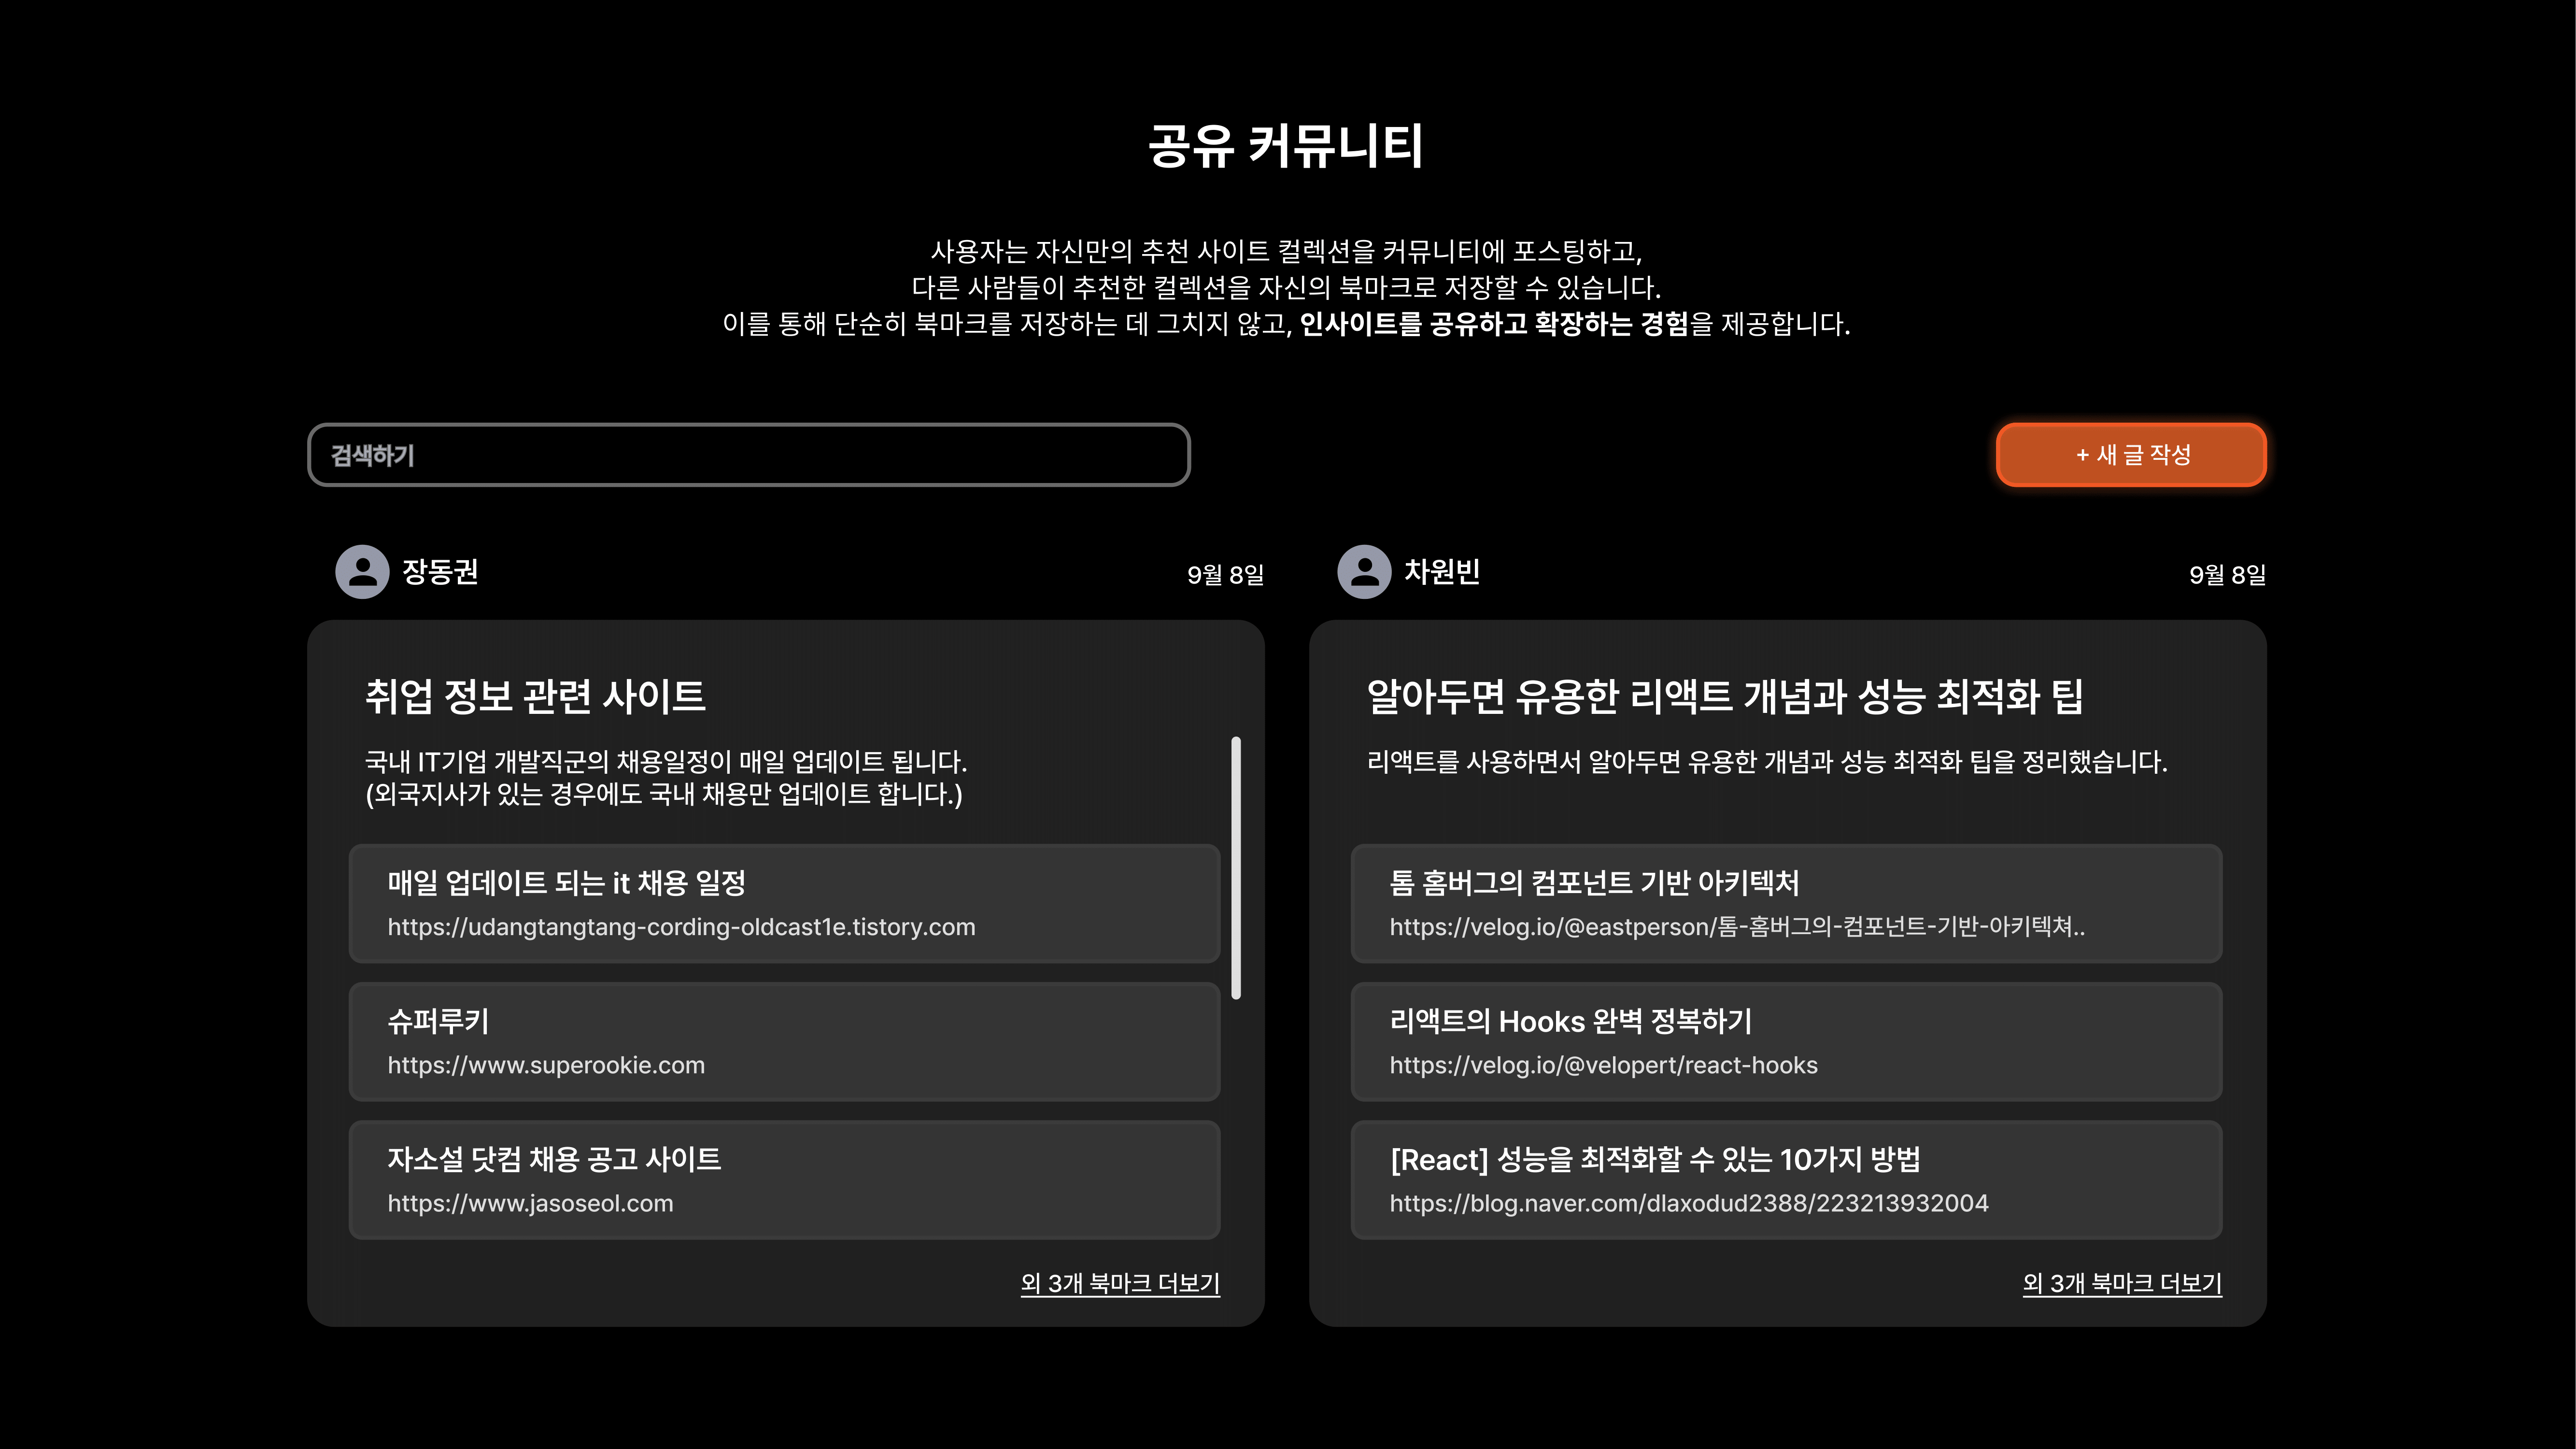 공유 커뮤니티
사용자는 자신만의 추천 사이트 컬렉션을 커뮤니티에 포스팅하고,
다른 사람들이 추천한 컬렉션을 자신의 북마크로 저장할 수 있습니다.
이를 통해 단순히 북마크를 저장하는 데 그치지 않고, 인사이트를 공유하고 확장하는 경험을 제공합니다.
검색하기
+ 새 글 작성
장동권
9월 8일
취업 정보 관련 사이트
국내 IT기업 개발직군의 채용일정이 매일 업데이트 됩니다.
(외국지사가 있는 경우에도 국내 채용만 업데이트 합니다.)
매일 업데이트 되는 it 채용 일정
https://udangtangtang-cording-oldcast1e.tistory.com
슈퍼루키
https://www.superookie.com
자소설 닷컴 채용 공고 사이트
https://www.jasoseol.com
외 3개 북마크 더보기
차원빈
9월 8일
알아두면 유용한 리액트 개념과 성능 최적화 팁
리액트를 사용하면서 알아두면 유용한 개념과 성능 최적화 팁을 정리했습니다.
톰 홈버그의 컴포넌트 기반 아키텍처
https://velog.io/@eastperson/톰-홈버그의-컴포넌트-기반-아키텍쳐..
리액트의 Hooks 완벽 정복하기
https://velog.io/@velopert/react-hooks
[React] 성능을 최적화할 수 있는 10가지 방법
https://blog.naver.com/dlaxodud2388/223213932004
외 3개 북마크 더보기